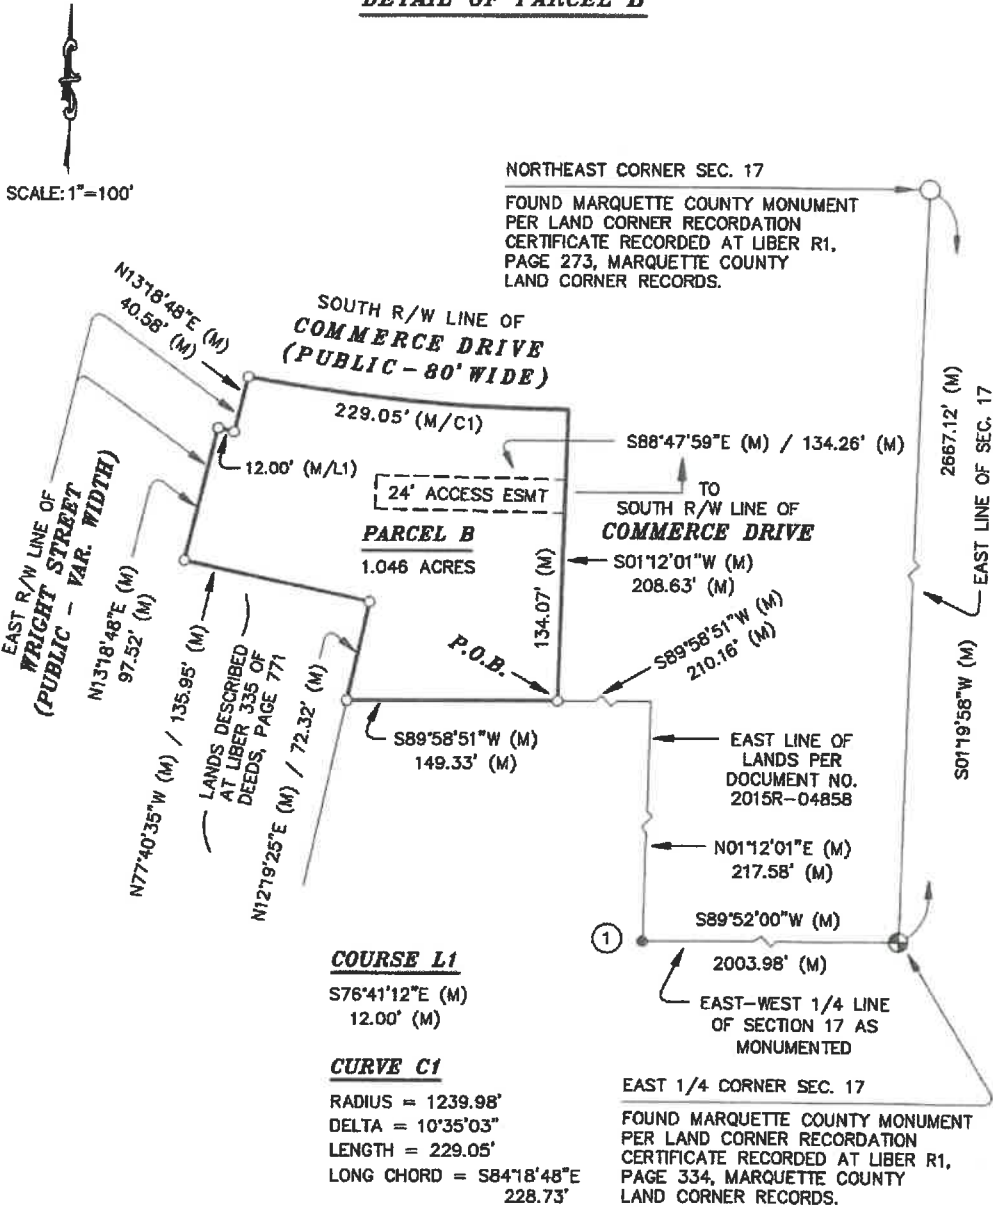 DETAIL OF PARCEL B
SCALE: 1"=100'
NORTHEAST CORNER SEC. 17
FOUND MARQUETTE COUNTY MONUMENT
PER LAND CORNER RECORDATION
CERTIFICATE RECORDED AT LIBER R1,
PAGE 273, MARQUETTE COUNTY
LAND CORNER RECORDS.
N13°18'48"E (M)
40.58' (M)
SOUTH R/W LINE OF
COMMERCE DRIVE
(PUBLIC - 80' WIDE)
229.05' (M/C1)
12.00' (M/L1)
S88°47'59"E (M) / 134.26' (M)
24' ACCESS ESMT
TO
SOUTH R/W LINE OF
COMMERCE DRIVE
PARCEL B
1.046 ACRES
S01°12'01"W (M)
208.63' (M)
134.07' (M)
2667.12' (M)
EAST LINE OF SEC. 17
S01°19'58"W (M)
EAST R/W LINE OF
WRIGHT STREET
(PUBLIC - VAR. WIDTH)
N13°18'48"E (M)
97.52' (M)
N77°40'35"W (M) / 135.95' (M)
LANDS DESCRIBED
AT LIBER 335 OF
DEEDS, PAGE 771
N12°19'25"E (M) / 72.32' (M)
P.O.B.
S89°58'51"W (M)
210.16' (M)
S89°58'51"W (M)
149.33' (M)
EAST LINE OF
LANDS PER
DOCUMENT NO.
2015R-04858
N01°12'01"E (M)
217.58' (M)
1
S89°52'00"W (M)
2003.98' (M)
EAST-WEST 1/4 LINE
OF SECTION 17 AS
MONUMENTED
COURSE L1
S76°41'12"E (M)
12.00' (M)
CURVE C1
RADIUS = 1239.98'
DELTA = 10°35'03"
LENGTH = 229.05'
LONG CHORD = S84°18'48"E
228.73'
EAST 1/4 CORNER SEC. 17
FOUND MARQUETTE COUNTY MONUMENT
PER LAND CORNER RECORDATION
CERTIFICATE RECORDED AT LIBER R1,
PAGE 334, MARQUETTE COUNTY
LAND CORNER RECORDS.